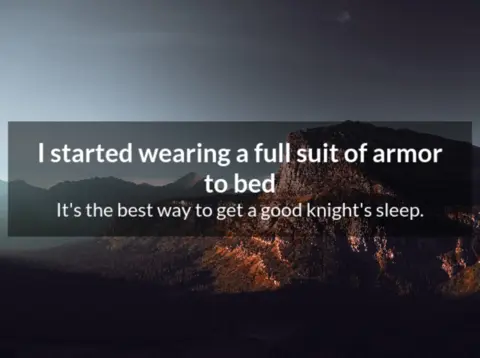 I started wearing a full suit of armor
to bed
It's the best way to get a good knight's sleep.